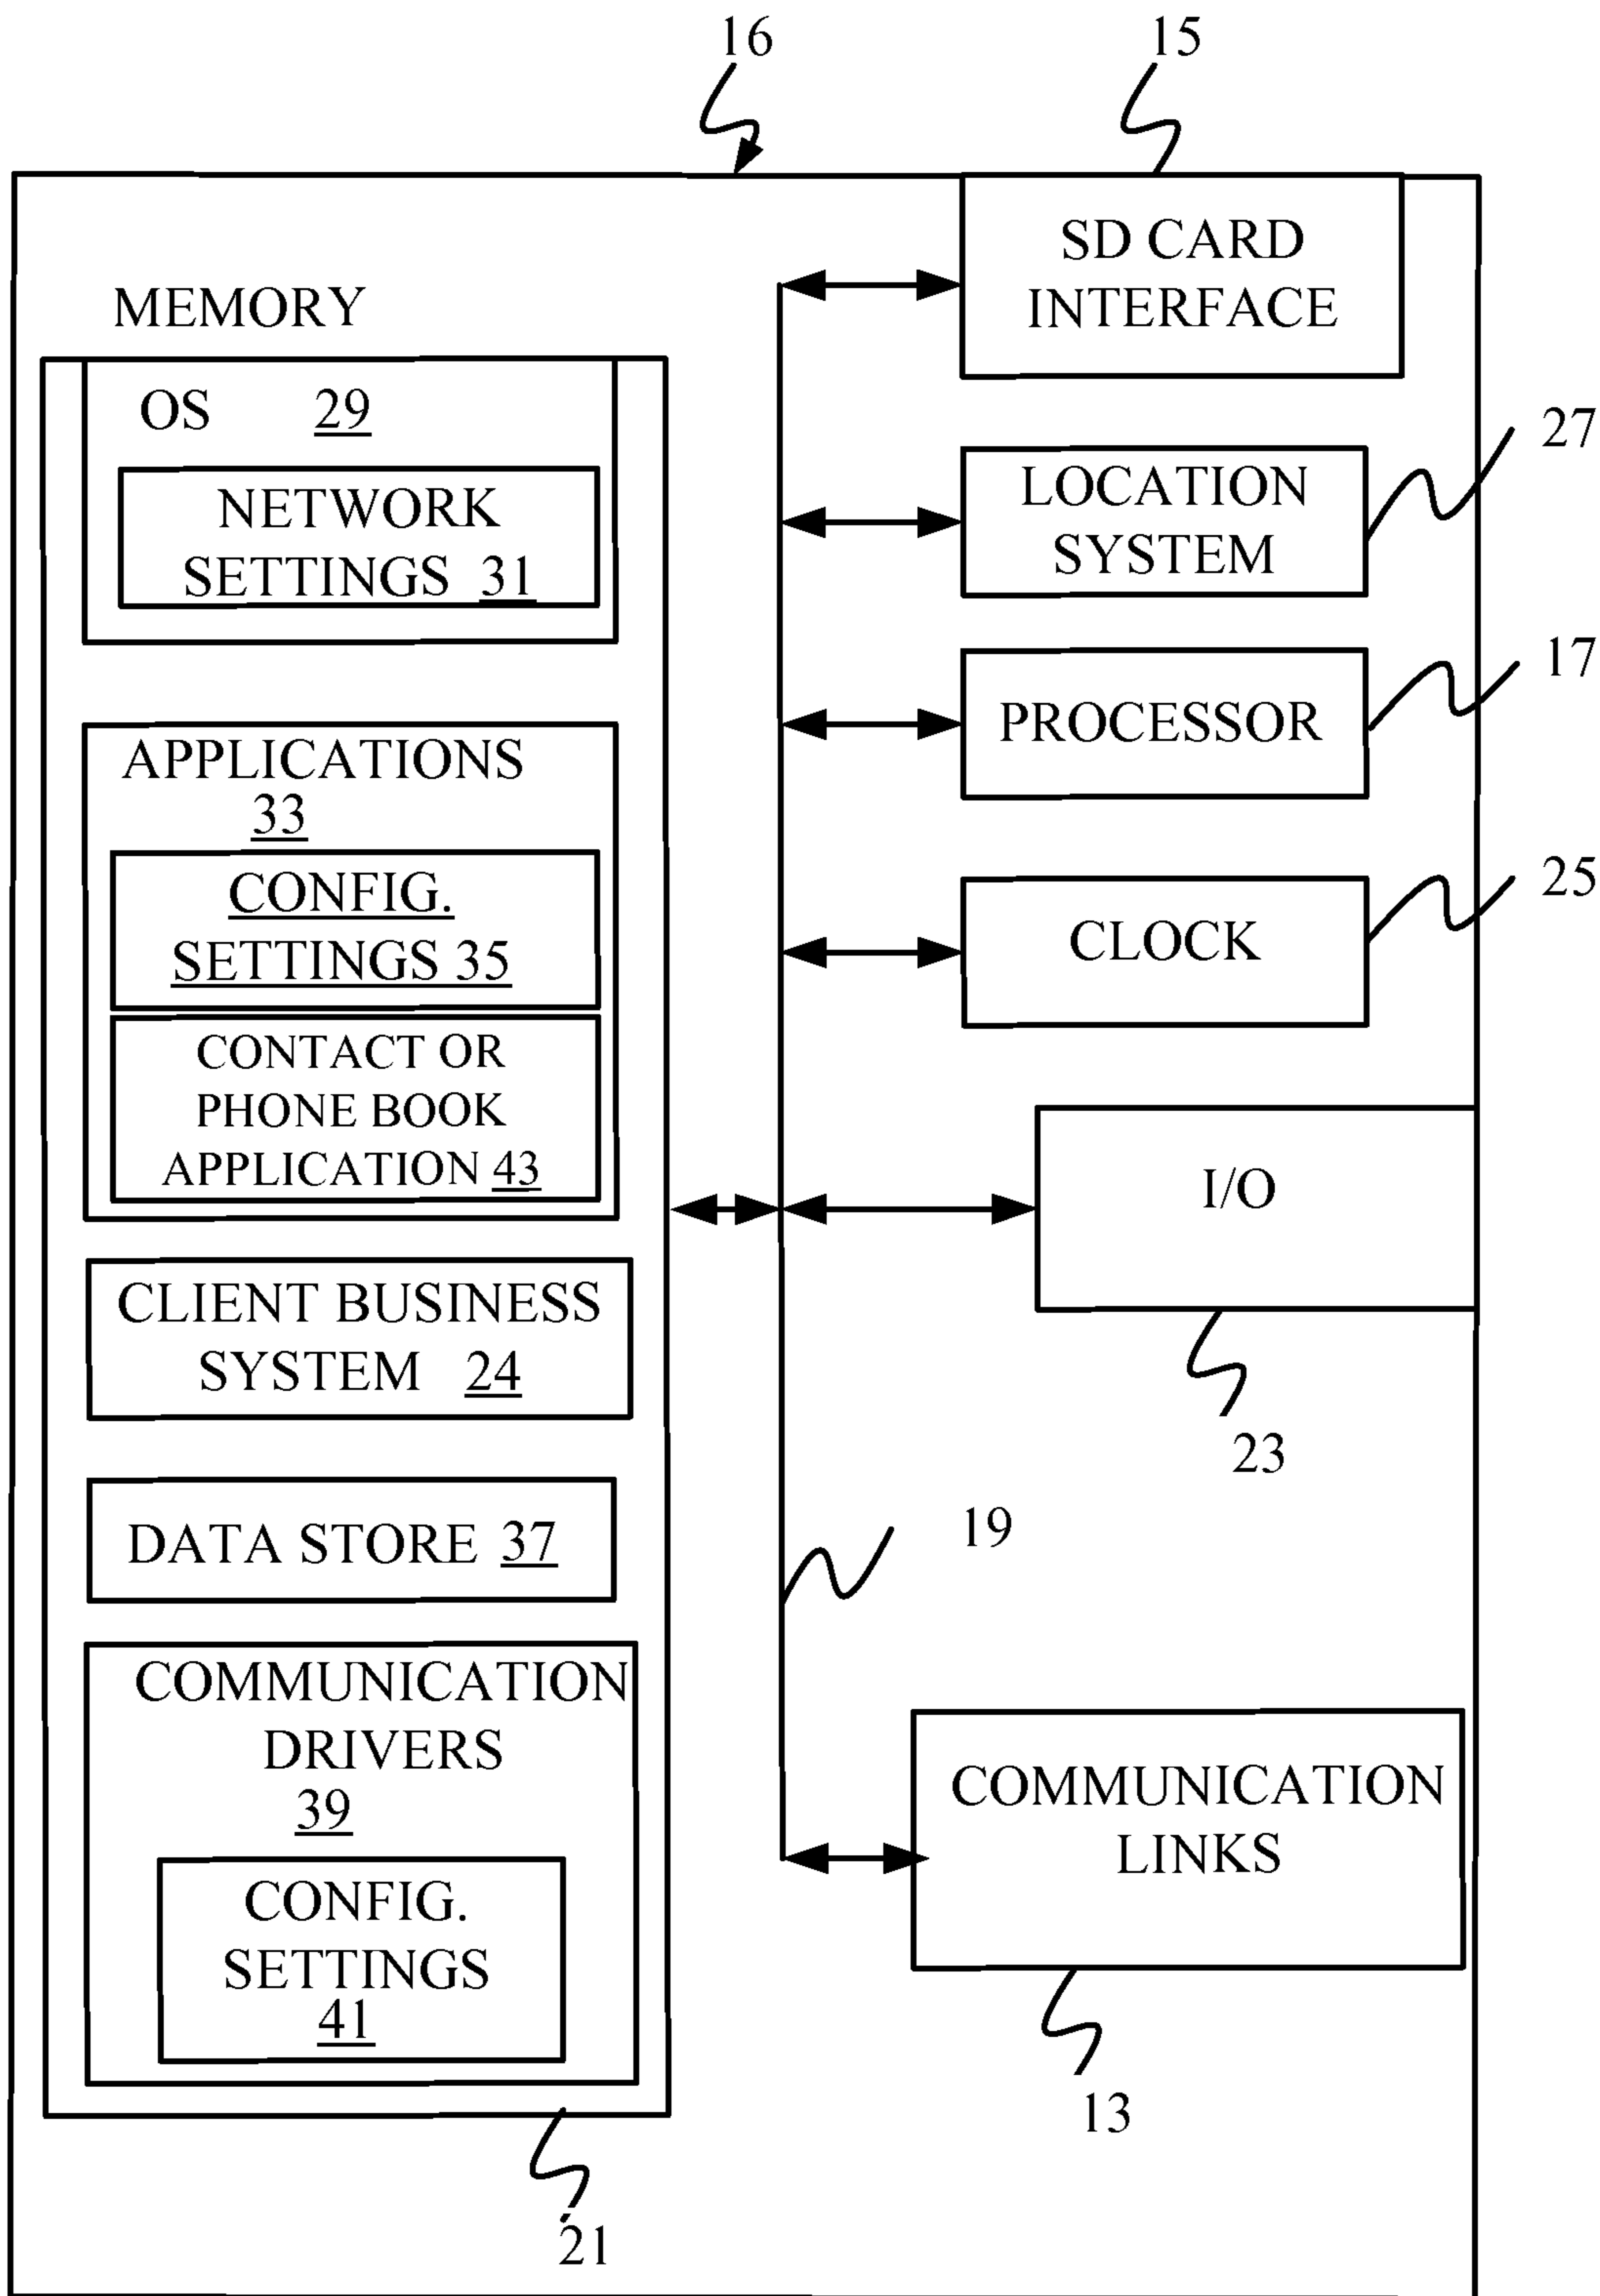 16
15
MEMORY
OS 29
NETWORK
SETTINGS 31
APPLICATIONS
33
CONFIG.
SETTINGS 35
CONTACT OR
PHONE BOOK
APPLICATION 43
CLIENT BUSINESS
SYSTEM 24
DATA STORE 37
COMMUNICATION
DRIVERS
39
CONFIG.
SETTINGS
41
21
SD CARD
INTERFACE
LOCATION
SYSTEM
27
PROCESSOR
17
CLOCK
25
I/O
23
19
COMMUNICATION
LINKS
13